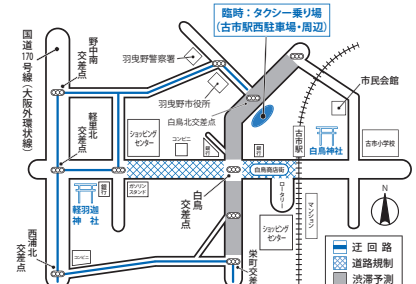 臨時：タクシー乗り場
（古市駅西駐車場・周辺）
国道170号線（大阪外環状線）
野中南
交差点
羽曳野警察署
羽曳野市役所
白鳥北交差点
市民会館
軽里北
交差点
ショッピング
センター
コンビニ
銀行
銀行
古市駅
白鳥神社
古市小学校
白鳥商店街
軽羽迦
神社
銀行
ガソリン
スタンド
白鳥
交差点
ロータリー
マンション
N
西浦北
交差点
コンビニ
ショッピング
センター
栄町交差
迂回路
道路規制
渋滞予測